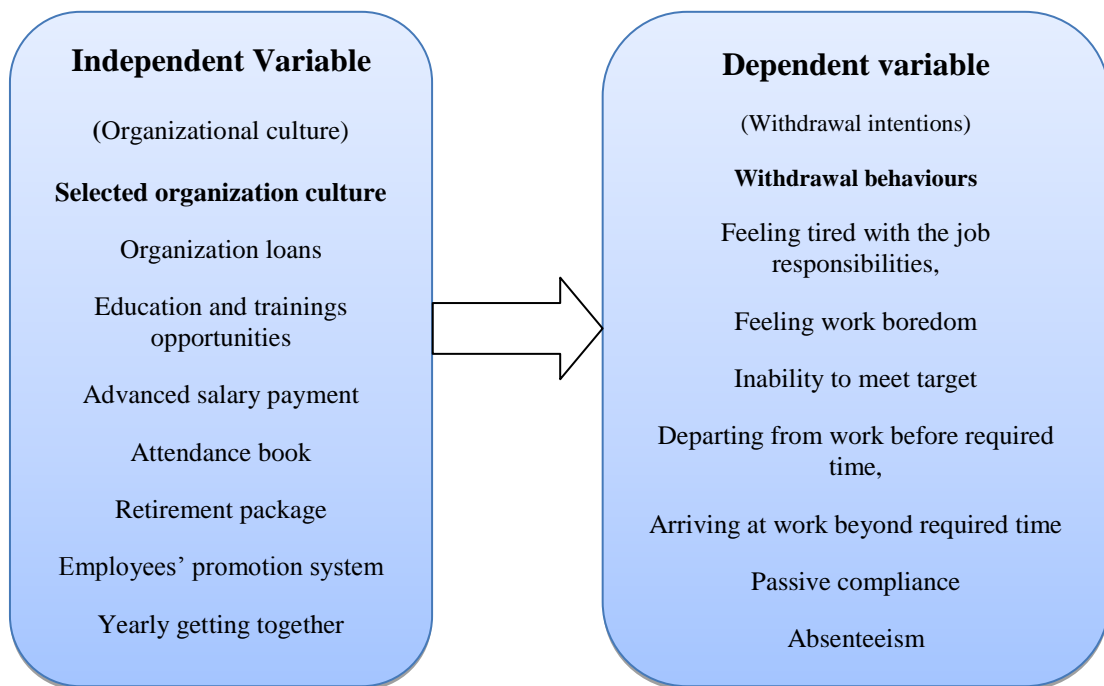 Independent Variable
(Organizational culture)
Selected organization culture
Organization loans
Education and trainings
opportunities
Advanced salary payment
Attendance book
Retirement package
Employees’ promotion system
Yearly getting together
Dependent variable
(Withdrawal intentions)
Withdrawal behaviours
Feeling tired with the job
responsibilities,
Feeling work boredom
Inability to meet target
Departing from work before required
time,
Arriving at work beyond required time
Passive compliance
Absenteeism